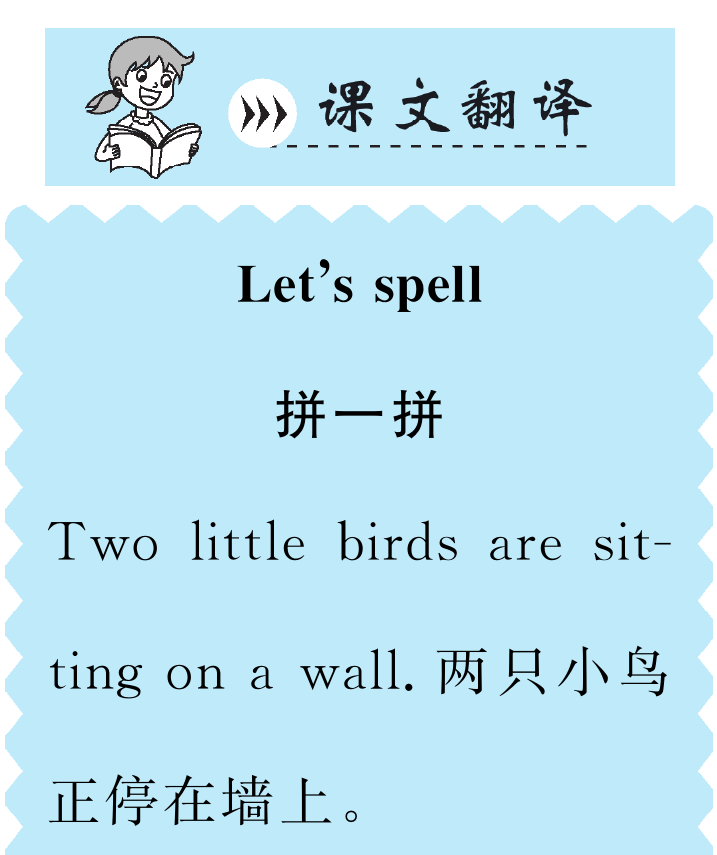 课文翻译
Let's spell
拼一拼
Two little birds are sit-
ting on a wall. 两只小鸟
正停在墙上。